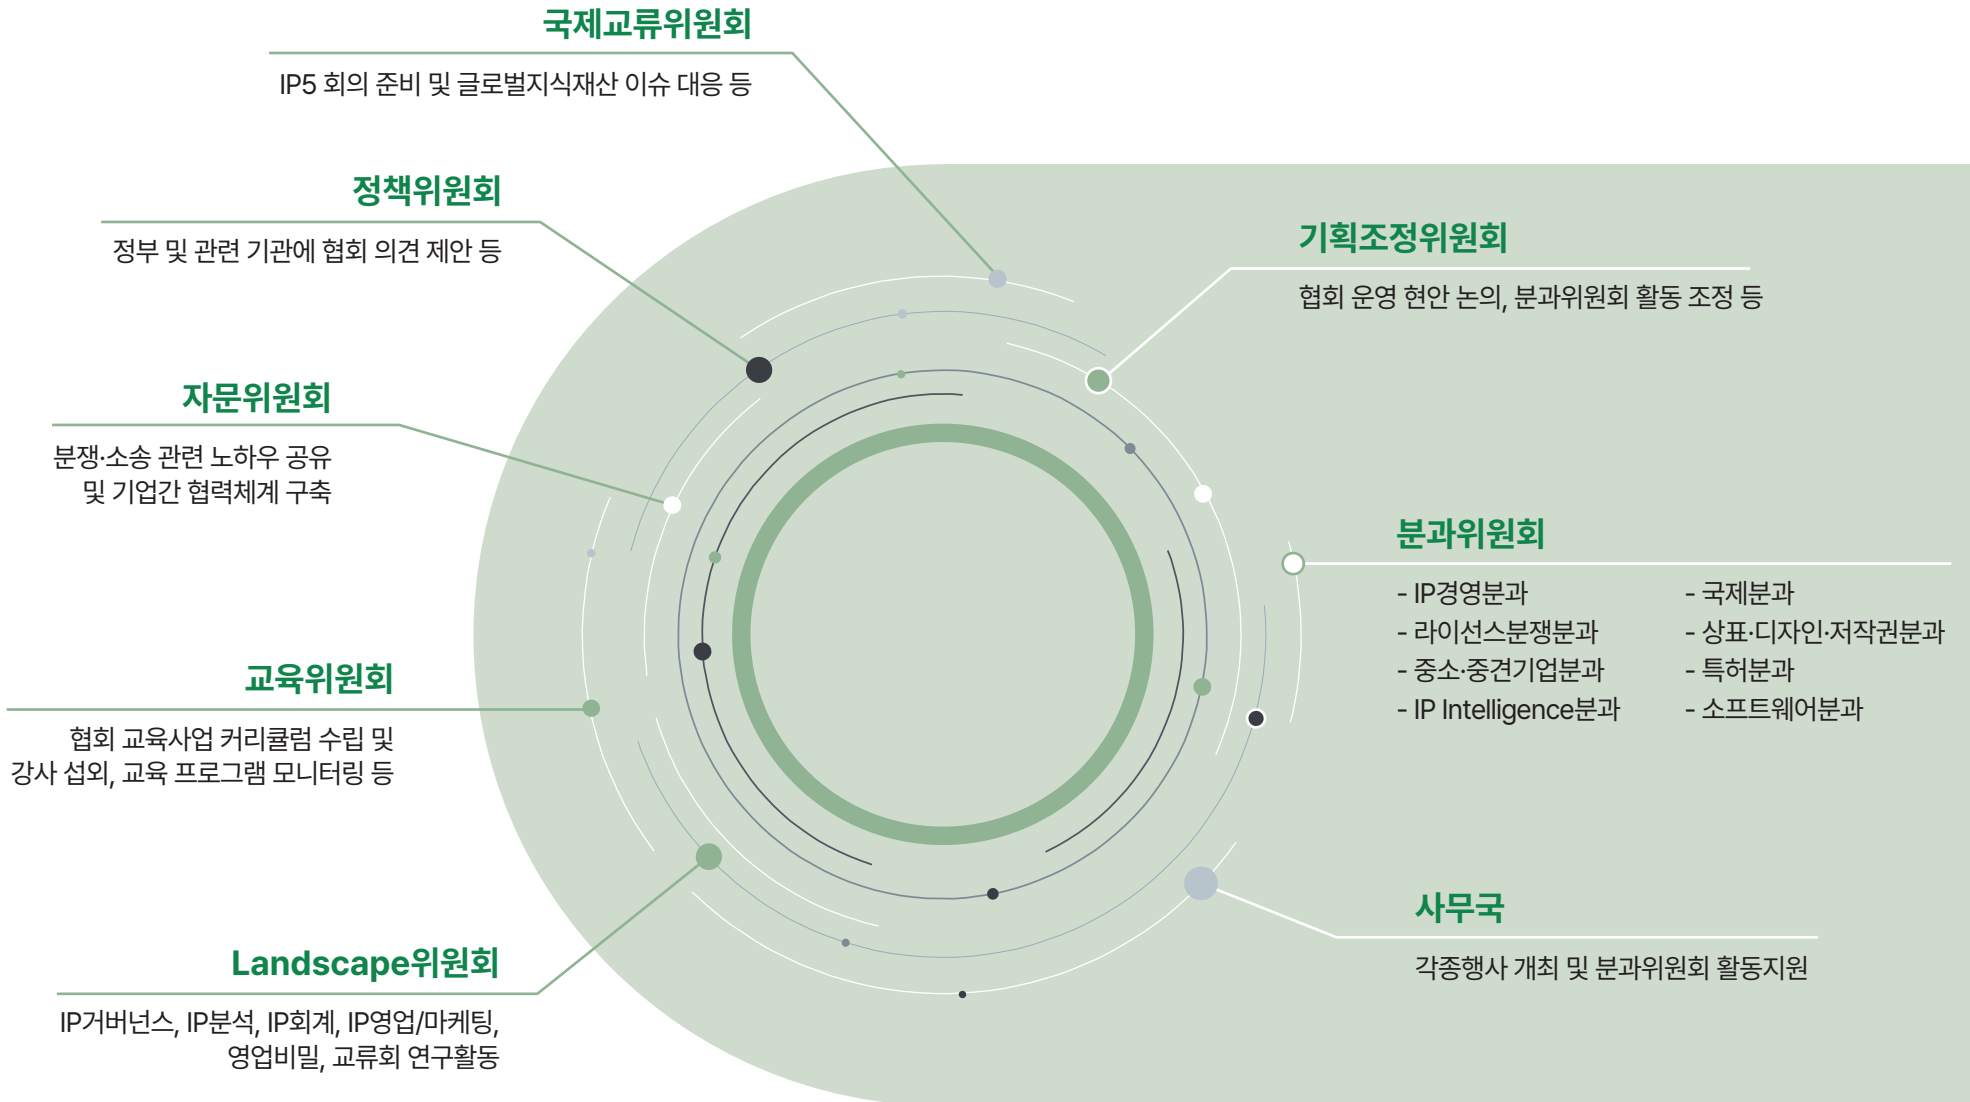 국제교류위원회
IP5 회의 준비 및 글로벌지식재산 이슈 대응 등
정책위원회
정부 및 관련 기관에 협회 의견 제안 등
자문위원회
분쟁·소송 관련 노하우 공유
및 기업간 협력체계 구축
교육위원회
협회 교육사업 커리큘럼 수립 및
강사 섭외, 교육 프로그램 모니터링 등
Landscape위원회
IP거버넌스, IP분석, IP회계, IP영업/마케팅,
영업비밀, 교류회 연구활동
기획조정위원회
협회 운영 현안 논의, 분과위원회 활동 조정 등
분과위원회
- IP경영분과
- 라이선스분쟁분과
- 중소·중견기업분과
- IP Intelligence분과
- 국제분과
- 상표·디자인·저작권분과
- 특허분과
- 소프트웨어분과
사무국
각종행사 개최 및 분과위원회 활동지원